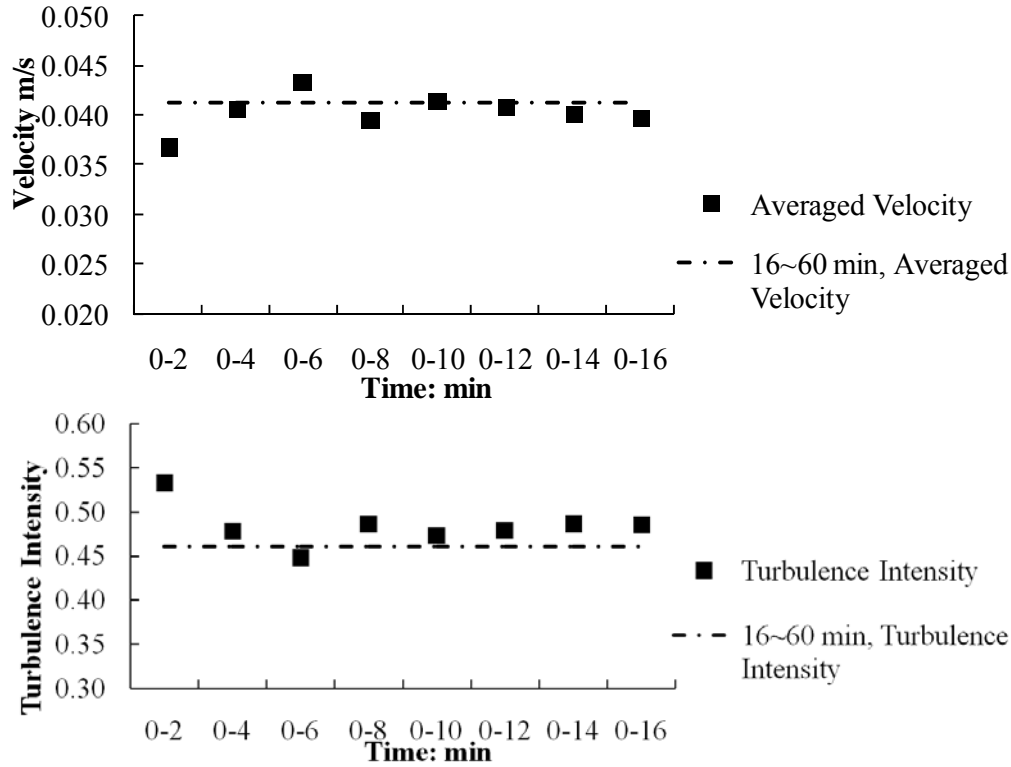 0.050
0.045
0.040
0.035
0.030
0.025
0.020
Velocity m/s
0-2 0-4 0-6 0-8 0-10 0-12 0-14 0-16
Time: min
Averaged Velocity
16~60 min, Averaged
Velocity
0.60
0.55
0.50
0.45
0.40
0.35
0.30
Turbulence Intensity
0-2 0-4 0-6 0-8 0-10 0-12 0-14 0-16
Time: min
Turbulence Intensity
16~60 min, Turbulence
Intensity